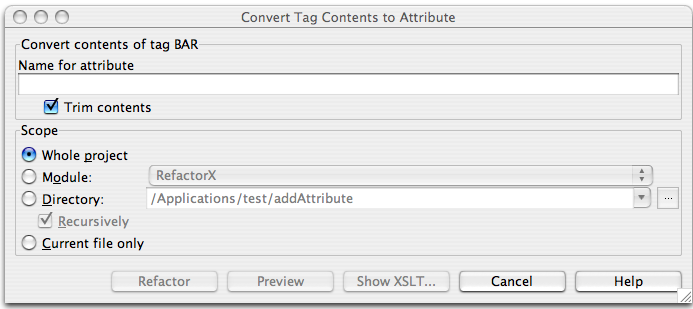 Convert Tag Contents to Attribute
Convert contents of tag BAR
Name for attribute
Trim contents
Scope
Whole project
Module: RefactorX
Directory: /Applications/test/addAttribute ...
Recursively
Current file only
Refactor Preview Show XSLT... Cancel Help